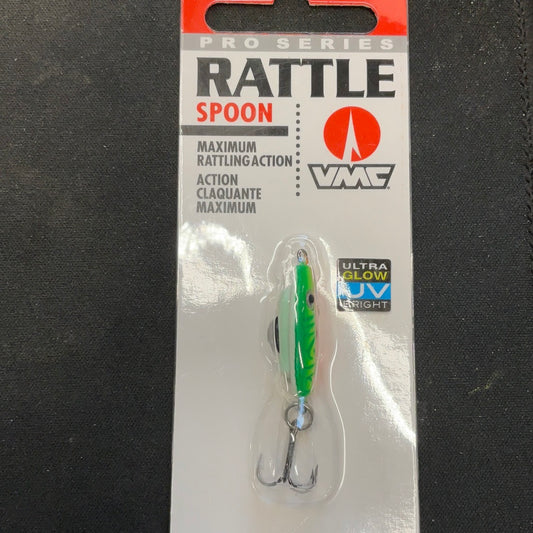 PRO SERIES
RATTLE
SPOON
MAXIMUM
RATTLING ACTION
ACTION
CLAQUANTE
MAXIMUM
VMC
ULTRA
GLOW
UV
BRIGHT